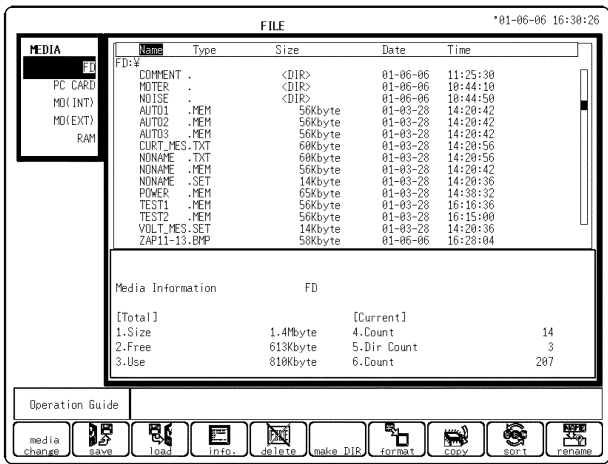 FILE
'01-06-06 16:30:26
MEDIA
FD
PC CARD
MO(INT)
MO(EXT)
RAM
Name Type Size Date Time
FD:¥
COMMENT . <DIR> 01-06-06 11:25:30
MOTER . <DIR> 01-06-06 10:44:10
NOISE . <DIR> 01-06-06 10:44:50
AUTO1 .MEM 56Kbyte 01-03-28 14:20:42
AUTO2 .MEM 56Kbyte 01-03-28 14:20:42
AUTO3 .MEM 56Kbyte 01-03-28 14:20:42
CURT_MES.TXT 60Kbyte 01-03-28 14:20:56
NONAME .TXT 60Kbyte 01-03-28 14:20:56
NONAME .MEM 56Kbyte 01-03-28 14:20:42
NONAME .SET 14Kbyte 01-03-28 14:20:36
POWER .MEM 65Kbyte 01-03-28 14:38:32
TEST1 .MEM 56Kbyte 01-03-28 16:16:36
TEST2 .MEM 56Kbyte 01-03-28 16:15:00
VOLT_MES.SET 14Kbyte 01-03-28 14:20:36
ZAP11-13.BMP 58Kbyte 01-06-06 16:28:04
Media Information FD
[Total] [Current]
1.Size 1.4Mbyte 4.Count 14
2.Free 613Kbyte 5.Dir Count 3
3.Use 810Kbyte 6.Count 207
Operation Guide
media change
save
load
info.
delete
make DIR
format
copy
sort
rename